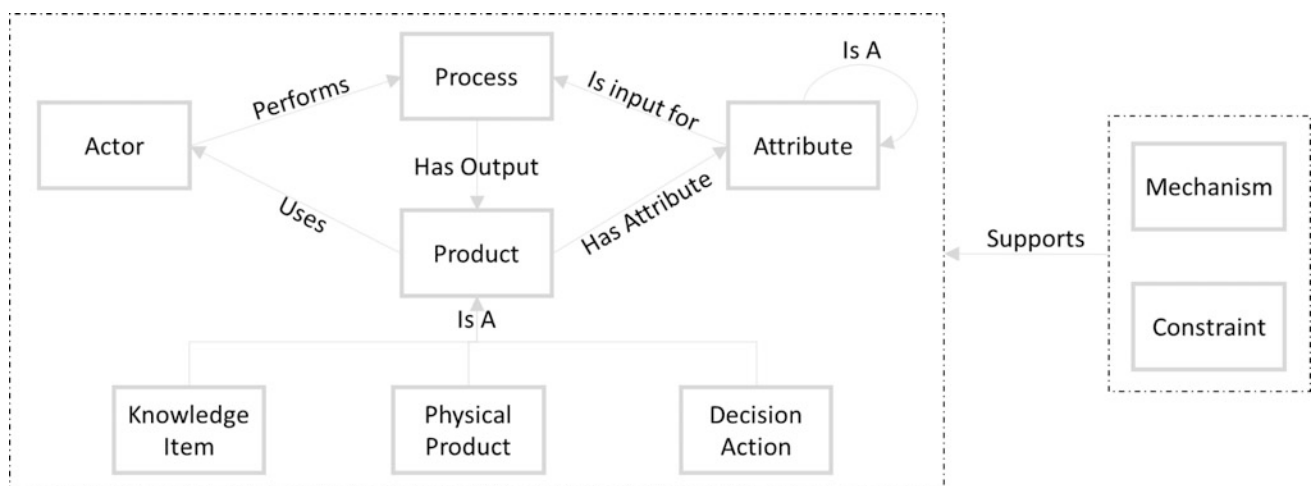 Is A
Process
Performs
Is input for
Actor
Attribute
Has Output
Uses
Has Attribute
Product
Is A
Knowledge
Item
Physical
Product
Decision
Action
Supports
Mechanism
Constraint